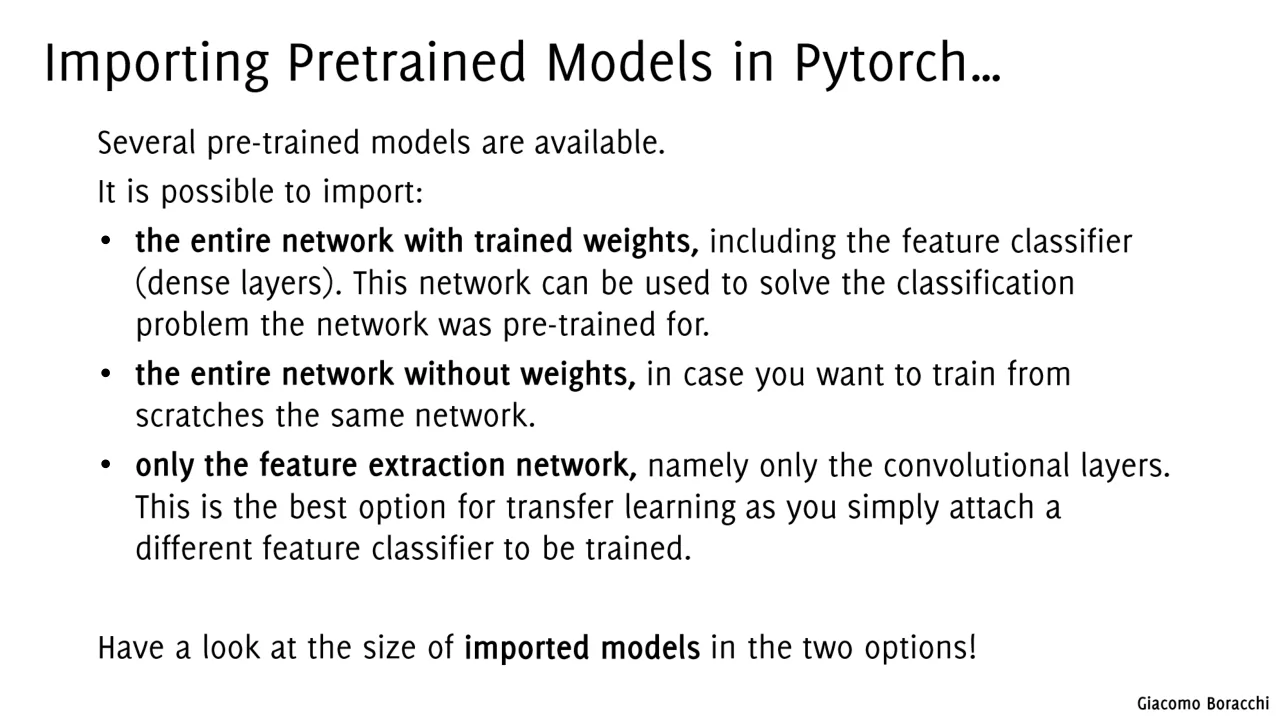 Importing Pretrained Models in Pytorch...
Several pre-trained models are available.
It is possible to import:
• the entire network with trained weights, including the feature classifier
(dense layers). This network can be used to solve the classification
problem the network was pre-trained for.
• the entire network without weights, in case you want to train from
scratches the same network.
• only the feature extraction network, namely only the convolutional layers.
This is the best option for transfer learning as you simply attach a
different feature classifier to be trained.
Have a look at the size of imported models in the two options!
Giacomo Boracchi